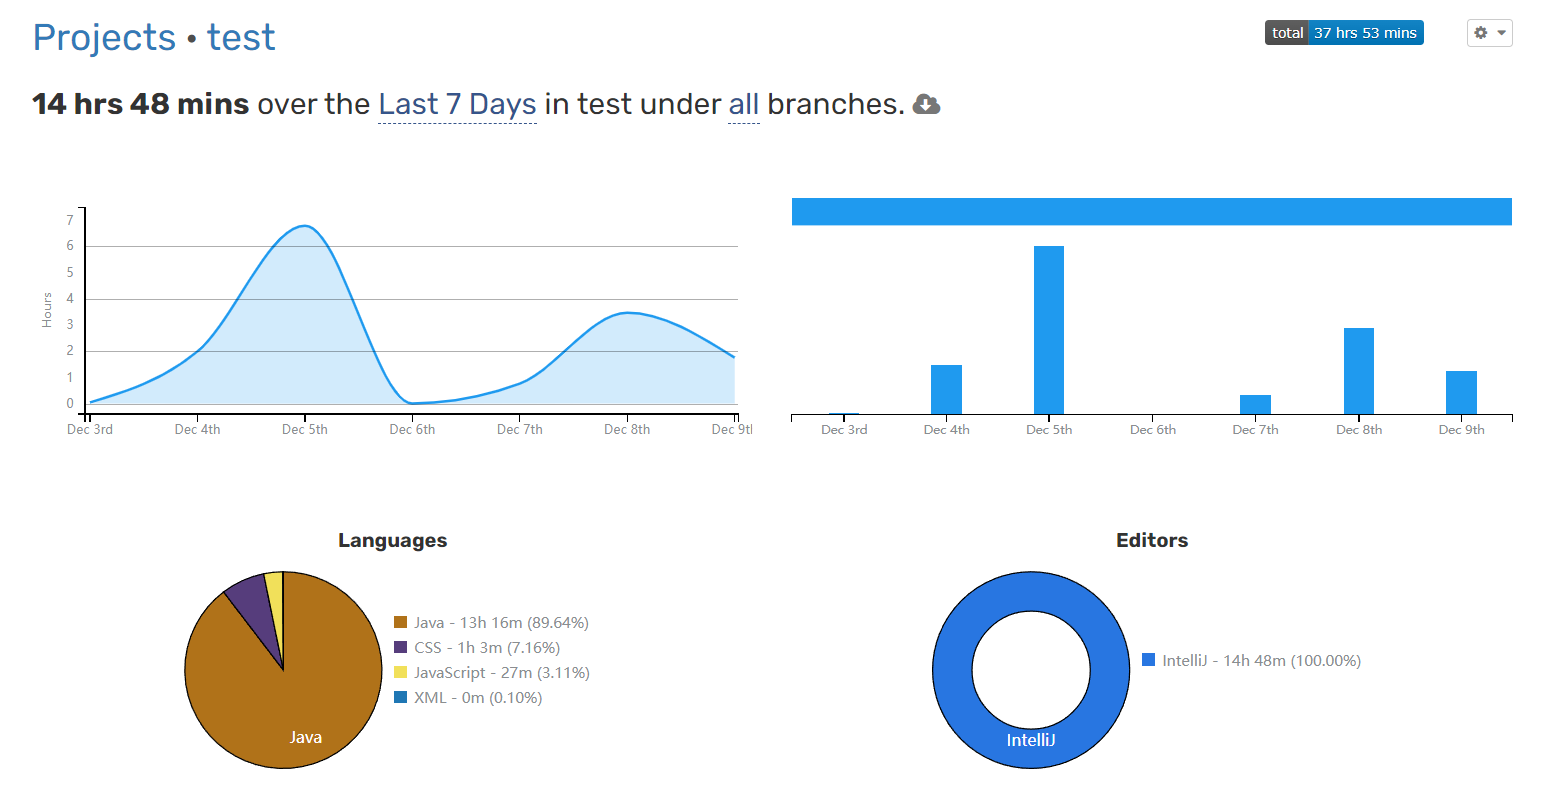 Projects • test
total 37 hrs 53 mins
14 hrs 48 mins over the Last 7 Days in test under all branches.
Hours
7
6
5
4
3
2
1
0
Dec 3rd Dec 4th Dec 5th Dec 6th Dec 7th Dec 8th Dec 9t
Dec 3rd Dec 4th Dec 5th Dec 6th Dec 7th Dec 8th Dec 9th
Languages
Java - 13h 16m (89.64%)
CSS - 1h 3m (7.16%)
JavaScript - 27m (3.11%)
XML - 0m (0.10%)
Java
Editors
IntelliJ - 14h 48m (100.00%)
IntelliJ